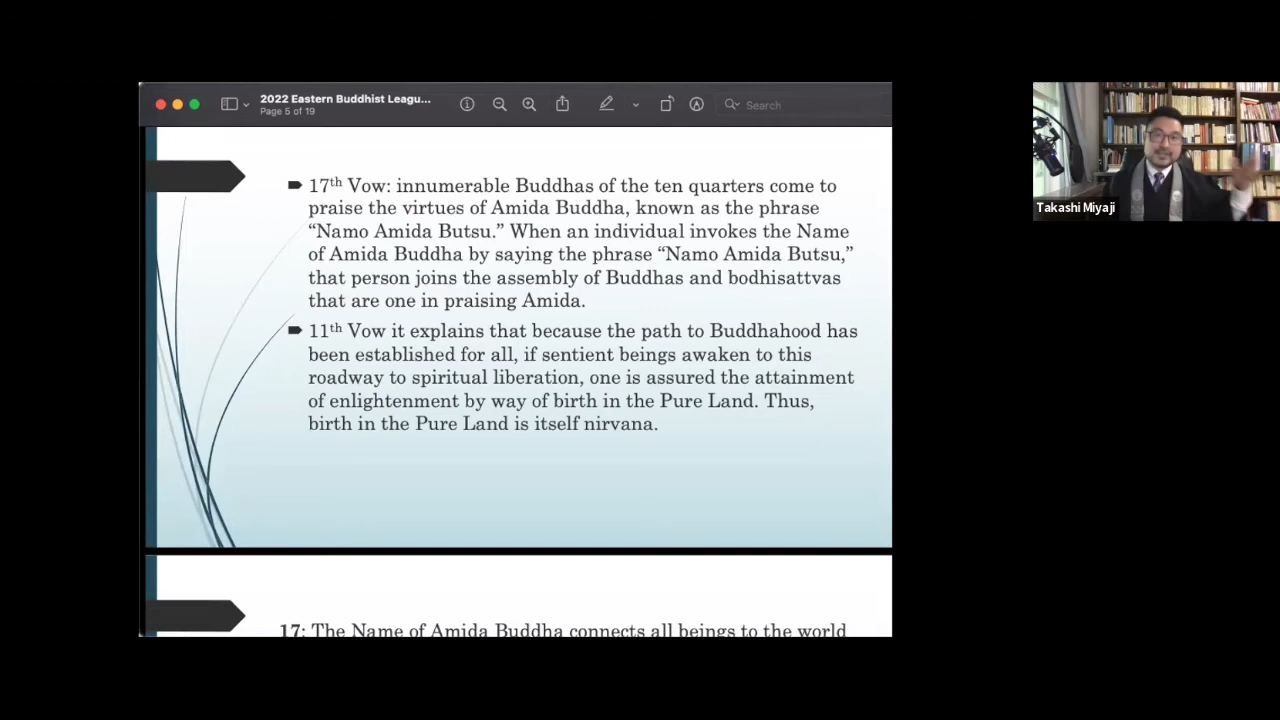 2022 Eastern Buddhist Leagu...
Page 5 of 19
Search
17th Vow: innumerable Buddhas of the ten quarters come to
praise the virtues of Amida Buddha, known as the phrase
“Namo Amida Butsu.” When an individual invokes the Name
of Amida Buddha by saying the phrase “Namo Amida Butsu,”
that person joins the assembly of Buddhas and bodhisattvas
that are one in praising Amida.
11th Vow it explains that because the path to Buddhahood has
been established for all, if sentient beings awaken to this
roadway to spiritual liberation, one is assured the attainment
of enlightenment by way of birth in the Pure Land. Thus,
birth in the Pure Land is itself nirvana.
17: The Name of Amida Buddha connects all beings to the world
Takashi Miyaji